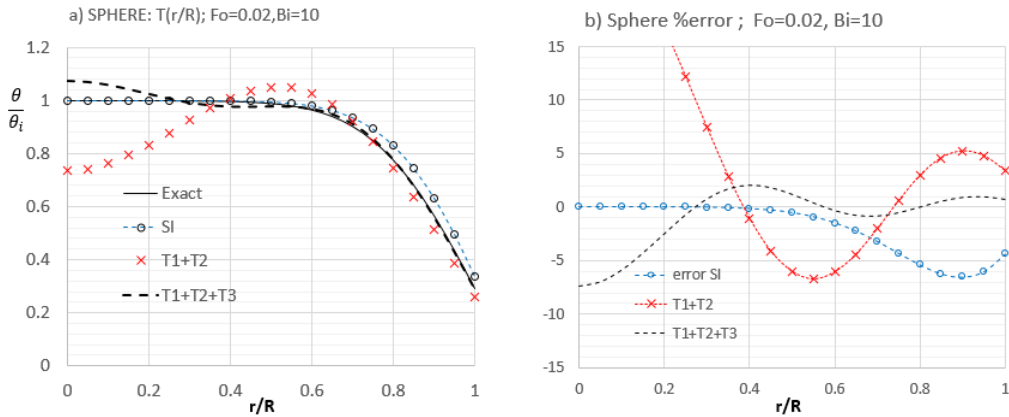 a) SPHERE: T(r/R); Fo=0.02,Bi=10
1.2
1
0.8
0.6
0.4
0.2
0
θ
θi
Exact
SI
T1+T2
T1+T2+T3
0 0.2 0.4 0.6 0.8 1
r/R
b) Sphere %error ; Fo=0.02, Bi=10
15
10
5
0
-5
-10
-15
error SI
T1+T2
T1+T2+T3
0 0.2 0.4 0.6 0.8 1
r/R